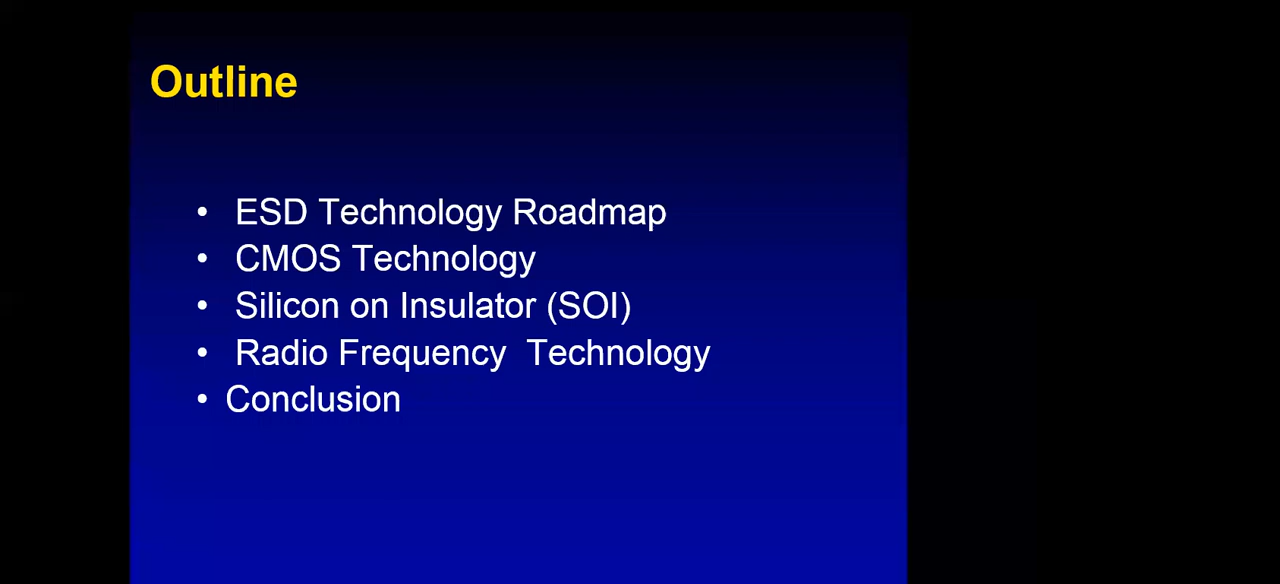 Outline
• ESD Technology Roadmap
• CMOS Technology
• Silicon on Insulator (SOI)
• Radio Frequency  Technology
• Conclusion